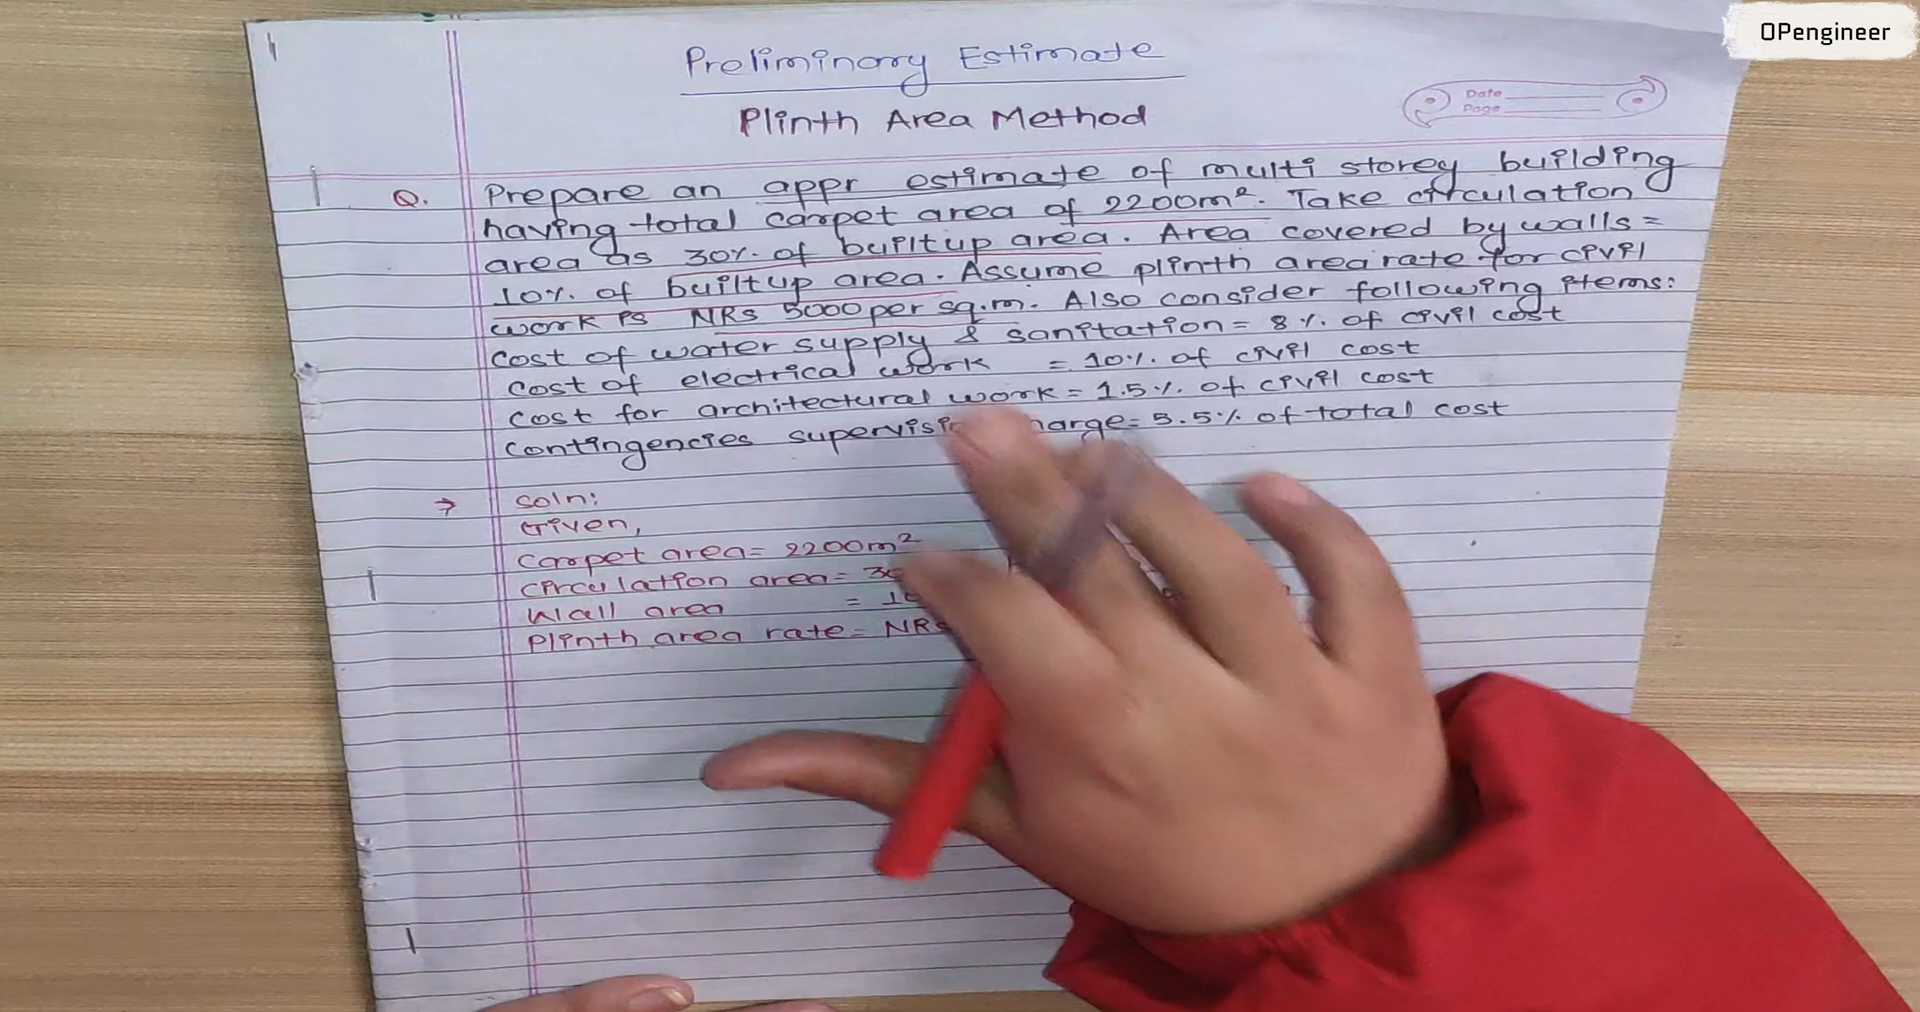 OPengineer
Preliminary Estimate
Plinth Area Method
Date
Page
Q. Prepare an appr estimate of multi storey building
having total carpet area of 2200m². Take circulation
area as 30% of builtup area. Area covered by walls =
10% of builtup area. Assume plinth area rate for civil
work is NRs 5000 per sq.m. Also consider following items:
cost of water supply & sanitation = 8% of civil cost
cost of electrical work = 10% of civil cost
cost for architectural work = 1.5% of civil cost
contingencies = 5.5% of total cost
→ soln:
Given,
carpet area = 2200m²
circulation area =
Wall area =
Plinth area rate = NRs